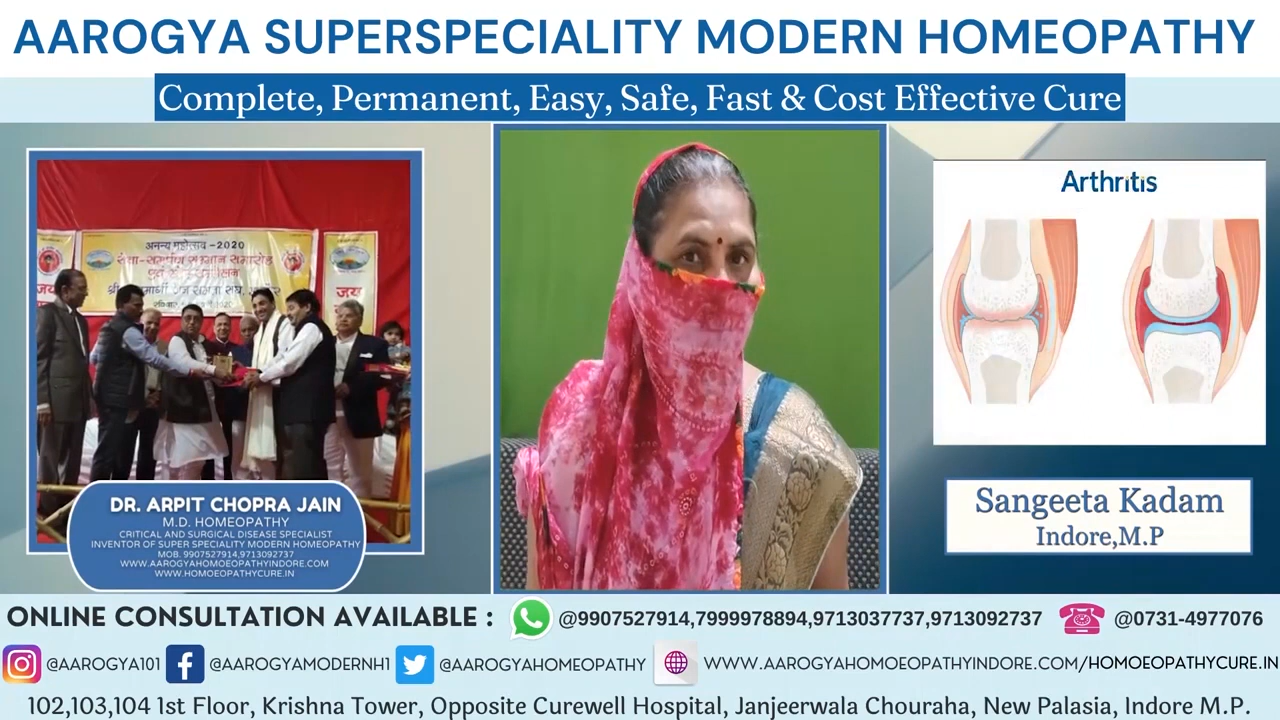 AAROGYA SUPERSPECIALITY MODERN HOMEOPATHY
Complete, Permanent, Easy, Safe, Fast & Cost Effective Cure
अनन्य महोत्सव -2020
जय
जय
DR. ARPIT CHOPRA JAIN
M.D. HOMEOPATHY
CRITICAL AND SURGICAL DISEASE SPECIALIST
INVENTOR OF SUPER SPECIALITY MODERN HOMEOPATHY
MOB. 9907527914,9713092737
WWW.AAROGYAHOMOEOPATHYINDORE.COM
WWW.HOMOEOPATHYCURE.IN
Arthritis
Sangeeta Kadam
Indore,M.P
ONLINE CONSULTATION AVAILABLE : @9907527914,7999978894,9713037737,9713092737 @0731-4977076
@AAROGYA101 @AAROGYAMODERNH1 @AAROGYAHOMEOPATHY WWW.AAROGYAHOMOEOPATHYINDORE.COM/HOMOEOPATHYCURE.IN
102,103,104 1st Floor, Krishna Tower, Opposite Curewell Hospital, Janjeerwala Chouraha, New Palasia, Indore M.P.